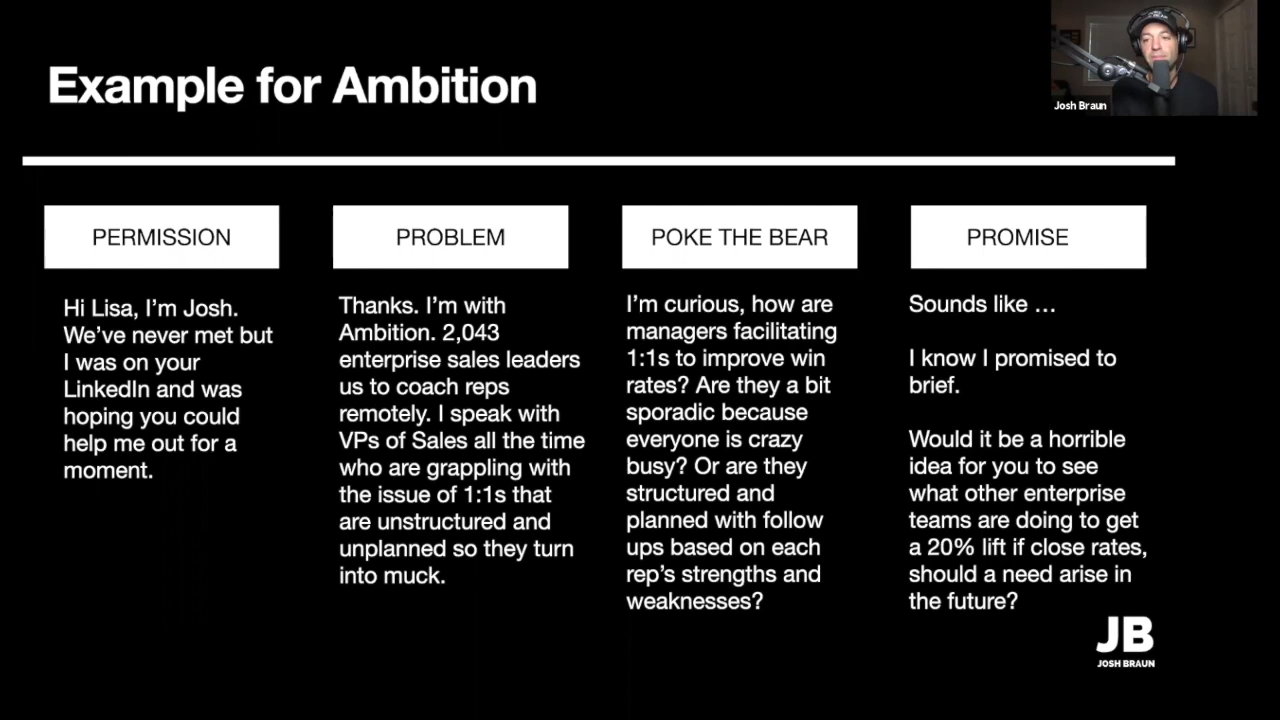 Example for Ambition
Josh Braun
PERMISSION
Hi Lisa, I'm Josh.
We've never met but
I was on your
LinkedIn and was
hoping you could
help me out for a
moment.
PROBLEM
Thanks. I'm with
Ambition. 2,043
enterprise sales leaders
us to coach reps
remotely. I speak with
VPs of Sales all the time
who are grappling with
the issue of 1:1s that
are unstructured and
unplanned so they turn
into muck.
POKE THE BEAR
I'm curious, how are
managers facilitating
1:1s to improve win
rates? Are they a bit
sporadic because
everyone is crazy
busy? Or are they
structured and
planned with follow
ups based on each
rep's strengths and
weaknesses?
PROMISE
Sounds like …
I know I promised to
brief.
Would it be a horrible
idea for you to see
what other enterprise
teams are doing to get
a 20% lift if close rates,
should a need arise in
the future?
JB
JOSH BRAUN